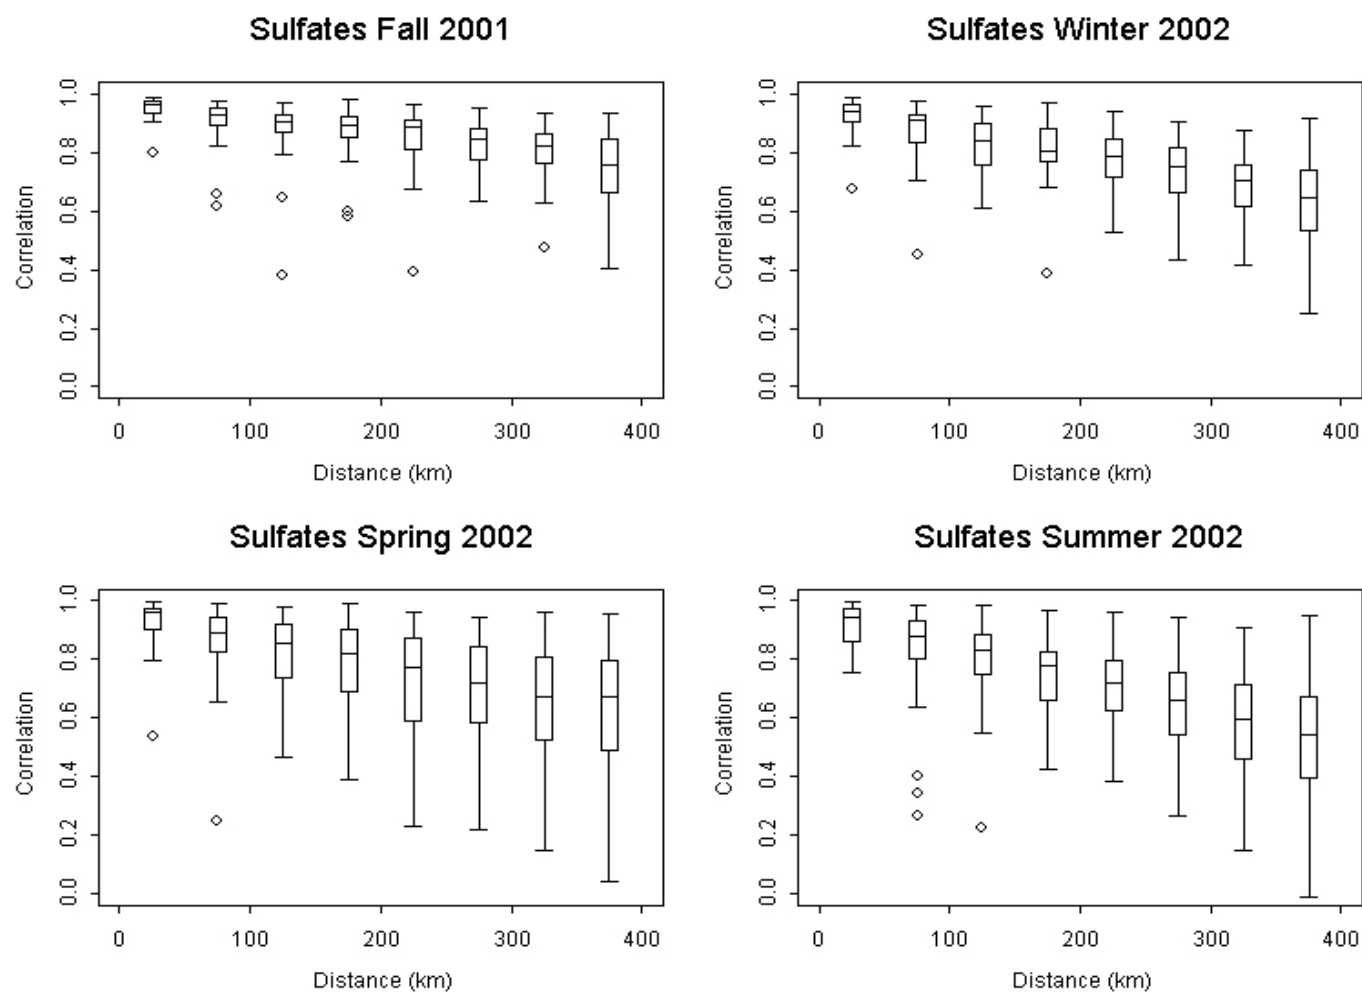 Sulfates Fall 2001
Correlation
0.0 0.2 0.4 0.6 0.8 1.0
0 100 200 300 400
Distance (km)
Sulfates Winter 2002
Correlation
0.0 0.2 0.4 0.6 0.8 1.0
0 100 200 300 400
Distance (km)
Sulfates Spring 2002
Correlation
0.0 0.2 0.4 0.6 0.8 1.0
0 100 200 300 400
Distance (km)
Sulfates Summer 2002
Correlation
0.0 0.2 0.4 0.6 0.8 1.0
0 100 200 300 400
Distance (km)